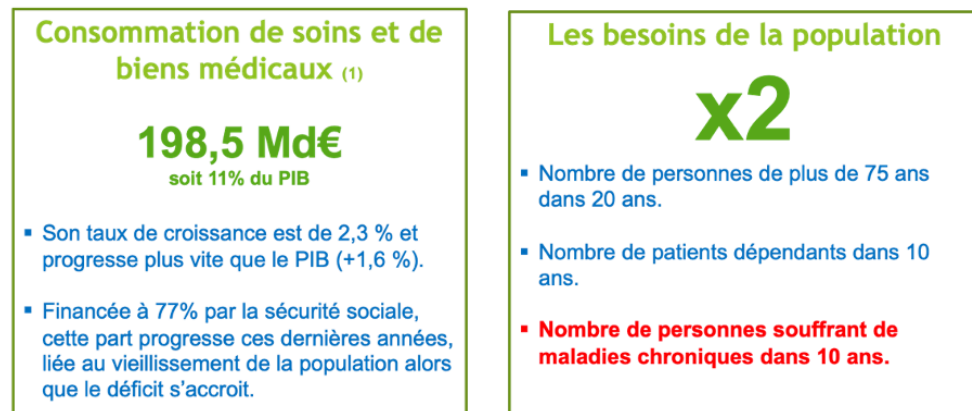 Consommation de soins et de
biens médicaux (1)
198,5 Md€
soit 11% du PIB
▪ Son taux de croissance est de 2,3 % et
progresse plus vite que le PIB (+1,6 %).
▪ Financée à 77% par la sécurité sociale,
cette part progresse ces dernières années,
liée au vieillissement de la population alors
que le déficit s’accroit.
Les besoins de la population
x2
▪ Nombre de personnes de plus de 75 ans
dans 20 ans.
▪ Nombre de patients dépendants dans 10
ans.
▪ Nombre de personnes souffrant de
maladies chroniques dans 10 ans.